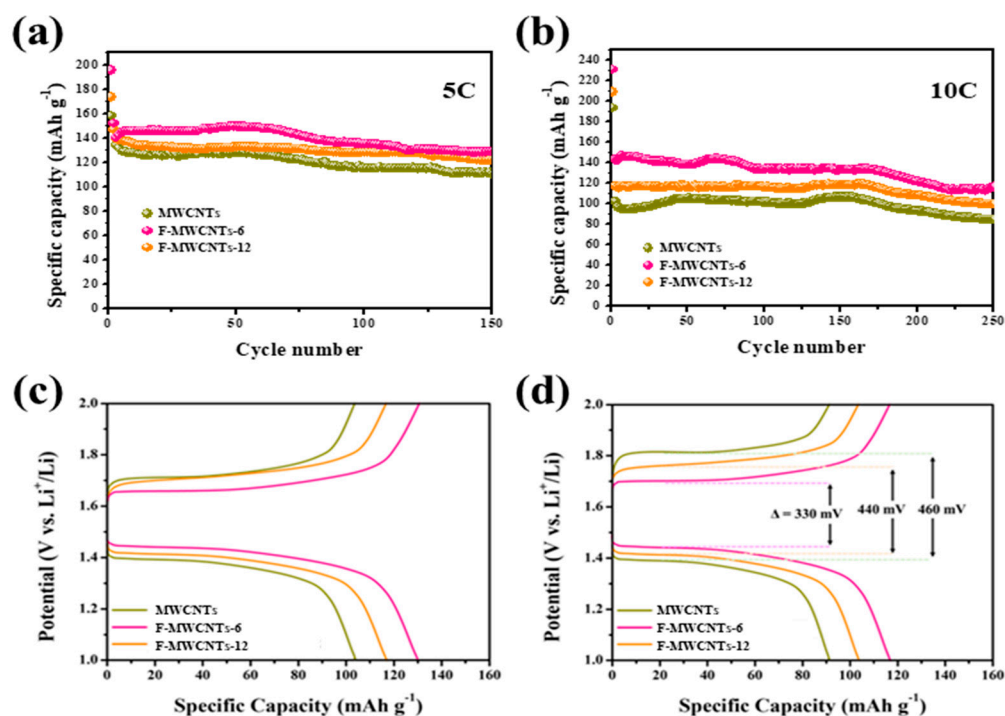 (a)
200
180
160
140
120
100
80
60
40
20
0
Specific capacity (mAh g⁻¹)
5C
MWCNTs
F-MWCNTs-6
F-MWCNTs-12
0 50 100 150
Cycle number
(b)
240
220
200
180
160
140
120
100
80
60
40
20
0
Specific capacity (mAh g⁻¹)
10C
MWCNTs
F-MWCNTs-6
F-MWCNTs-12
0 50 100 150 200 250
Cycle number
(c)
2.0
1.8
1.6
1.4
1.2
1.0
Potential (V vs. Li⁺/Li)
MWCNTs
F-MWCNTs-6
F-MWCNTs-12
0 20 40 60 80 100 120 140 160
Specific Capacity (mAh g⁻¹)
(d)
2.0
1.8
1.6
1.4
1.2
1.0
Potential (V vs. Li⁺/Li)
Δ = 330 mV 440 mV 460 mV
MWCNTs
F-MWCNTs-6
F-MWCNTs-12
0 20 40 60 80 100 120 140 160
Specific Capacity (mAh g⁻¹)